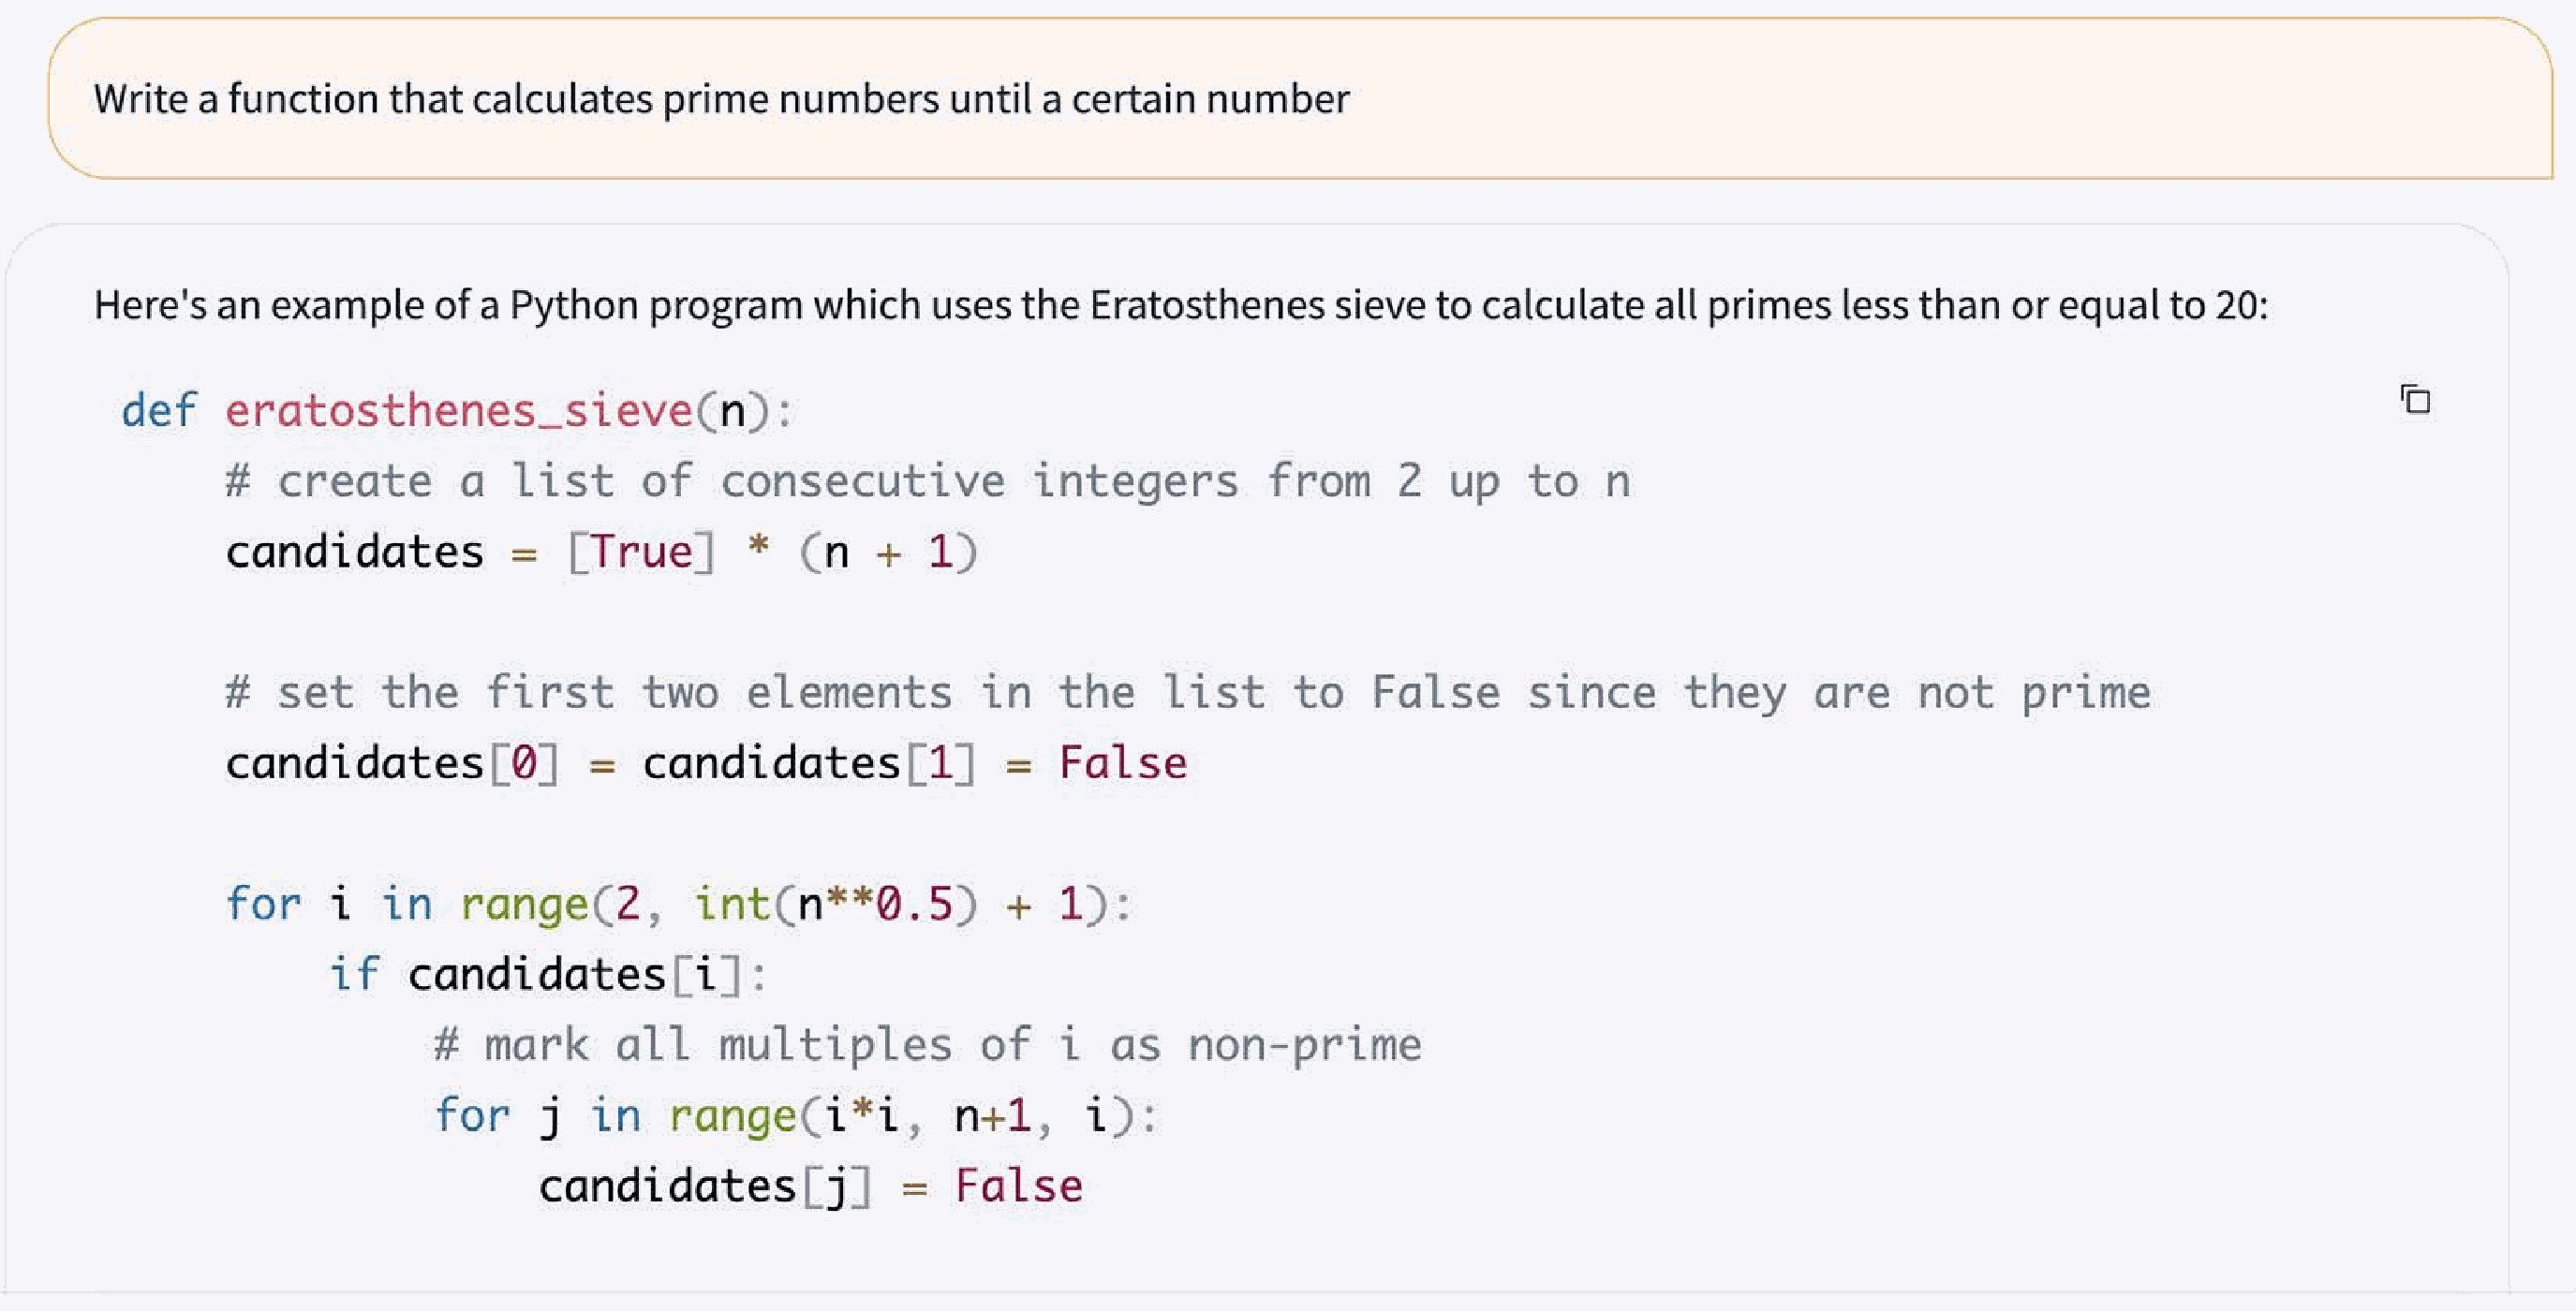 Write a function that calculates prime numbers until a certain number
Here's an example of a Python program which uses the Eratosthenes sieve to calculate all primes less than or equal to 20:
def eratosthenes_sieve(n):
    # create a list of consecutive integers from 2 up to n
    candidates = [True] * (n + 1)
    # set the first two elements in the list to False since they are not prime
    candidates[0] = candidates[1] = False
    for i in range(2, int(n**0.5) + 1):
        if candidates[i]:
            # mark all multiples of i as non-prime
            for j in range(i*i, n+1, i):
                candidates[j] = False